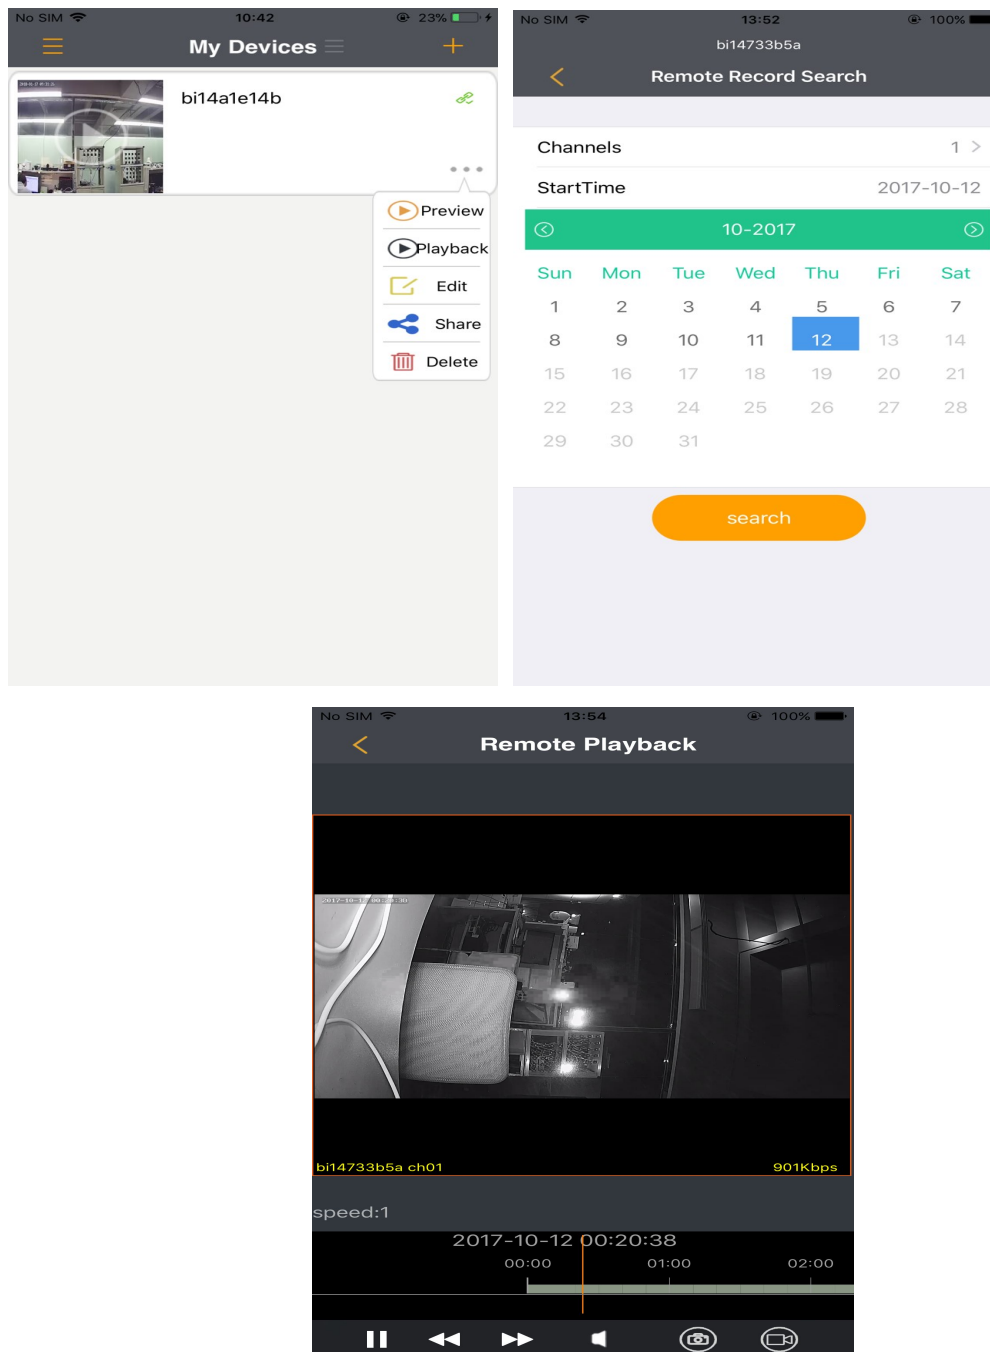 No SIM 10:42 23%
My Devices
bi14a1e14b
Preview
Playback
Edit
Share
Delete
No SIM 13:52 100%
bi14733b5a
Remote Record Search
Channels 1
StartTime 2017-10-12
10-2017
Sun Mon Tue Wed Thu Fri Sat
1 2 3 4 5 6 7
8 9 10 11 12 13 14
15 16 17 18 19 20 21
22 23 24 25 26 27 28
29 30 31
search
No SIM 13:54 100%
Remote Playback
bi14733b5a ch01 901Kbps
speed:1
2017-10-12 00:20:38
00:00 01:00 02:00